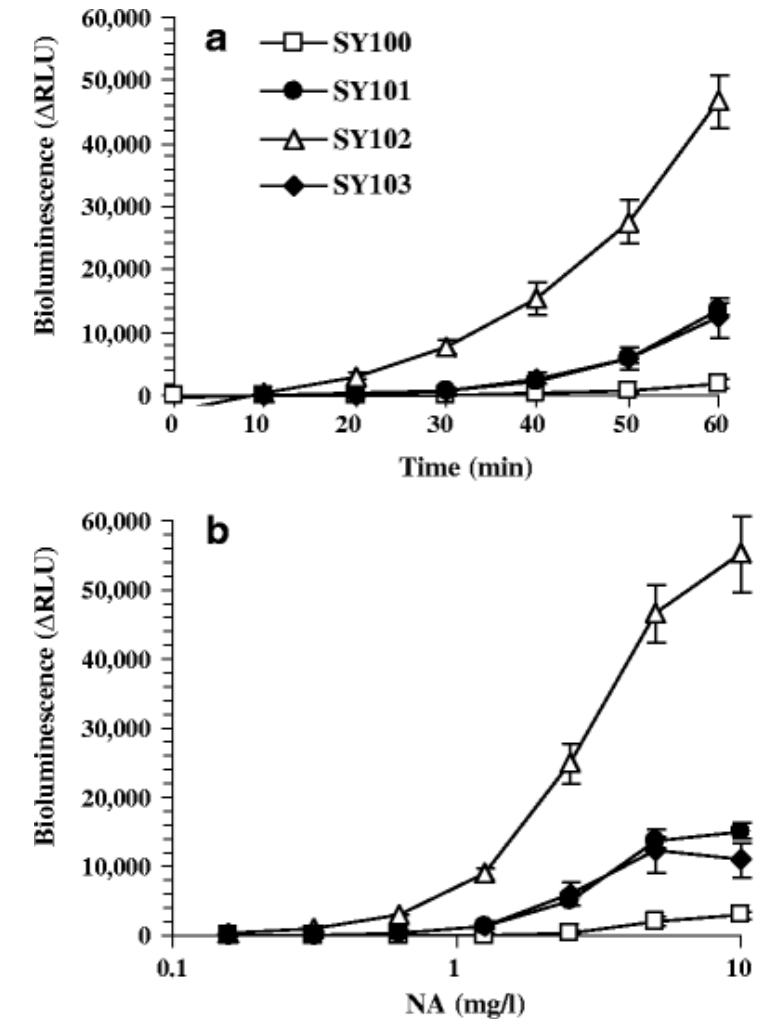 60,000
a
SY100
50,000
SY101
40,000
SY102
30,000
SY103
20,000
10,000
0
Bioluminescence (ΔRLU)
0 10 20 30 40 50 60
Time (min)
60,000
b
50,000
40,000
30,000
20,000
10,000
0
Bioluminescence (ΔRLU)
0.1 1 10
NA (mg/l)